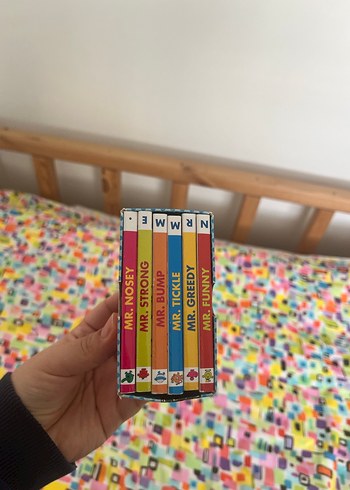 . MR. NOSEY
E MR. STRONG
M MR. BUMP
M MR. TICKLE
R MR. GREEDY
N MR. FUNNY